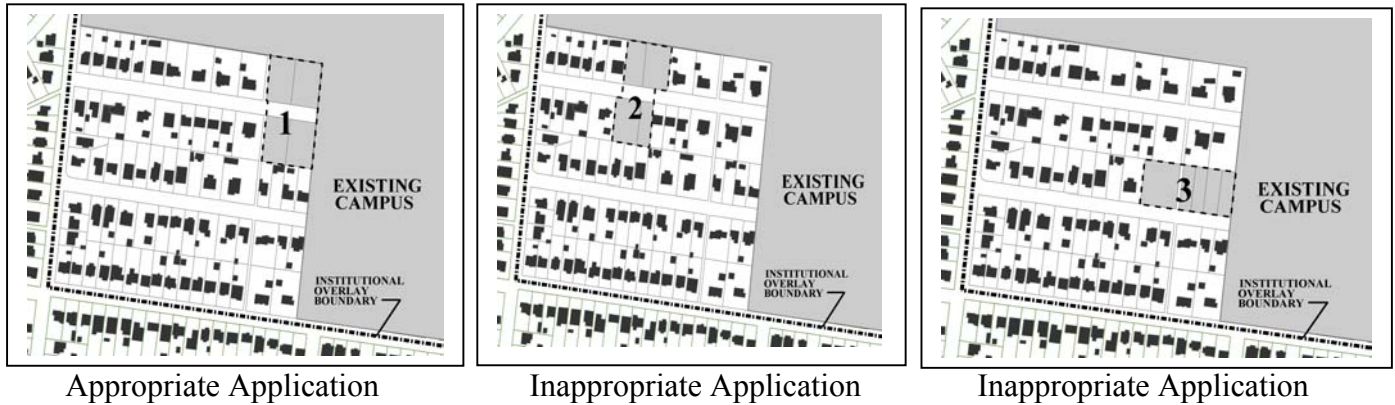 1
EXISTING
CAMPUS
INSTITUTIONAL
OVERLAY
BOUNDARY
Appropriate Application
2
EXISTING
CAMPUS
INSTITUTIONAL
OVERLAY
BOUNDARY
Inappropriate Application
3
EXISTING
CAMPUS
INSTITUTIONAL
OVERLAY
BOUNDARY
Inappropriate Application